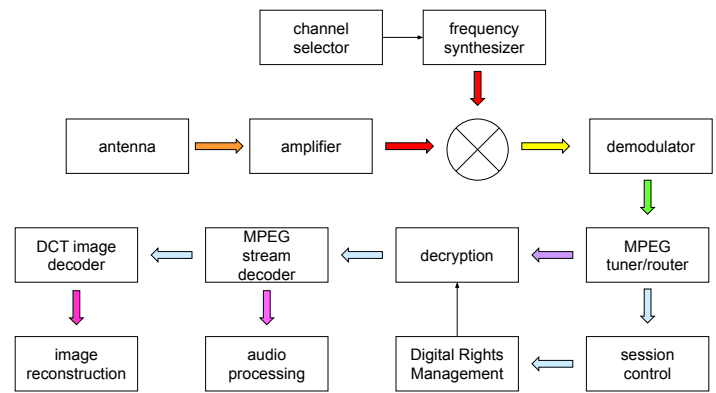 channel
selector
frequency
synthesizer
antenna
amplifier
demodulator
DCT image
decoder
MPEG
stream
decoder
decryption
MPEG
tuner/router
image
reconstruction
audio
processing
Digital Rights
Management
session
control